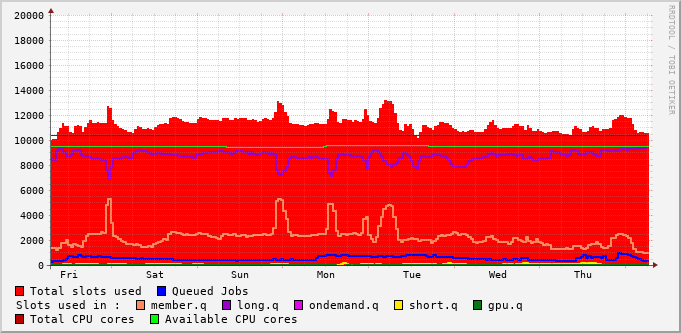 20000
18000
16000
14000
12000
10000
8000
6000
4000
2000
0
Fri Sat Sun Mon Tue Wed Thu
Total slots used Queued Jobs
Slots used in : member.q long.q ondemand.q short.q gpu.q
Total CPU cores Available CPU cores
RRDTOOL / TOBI OETIKER